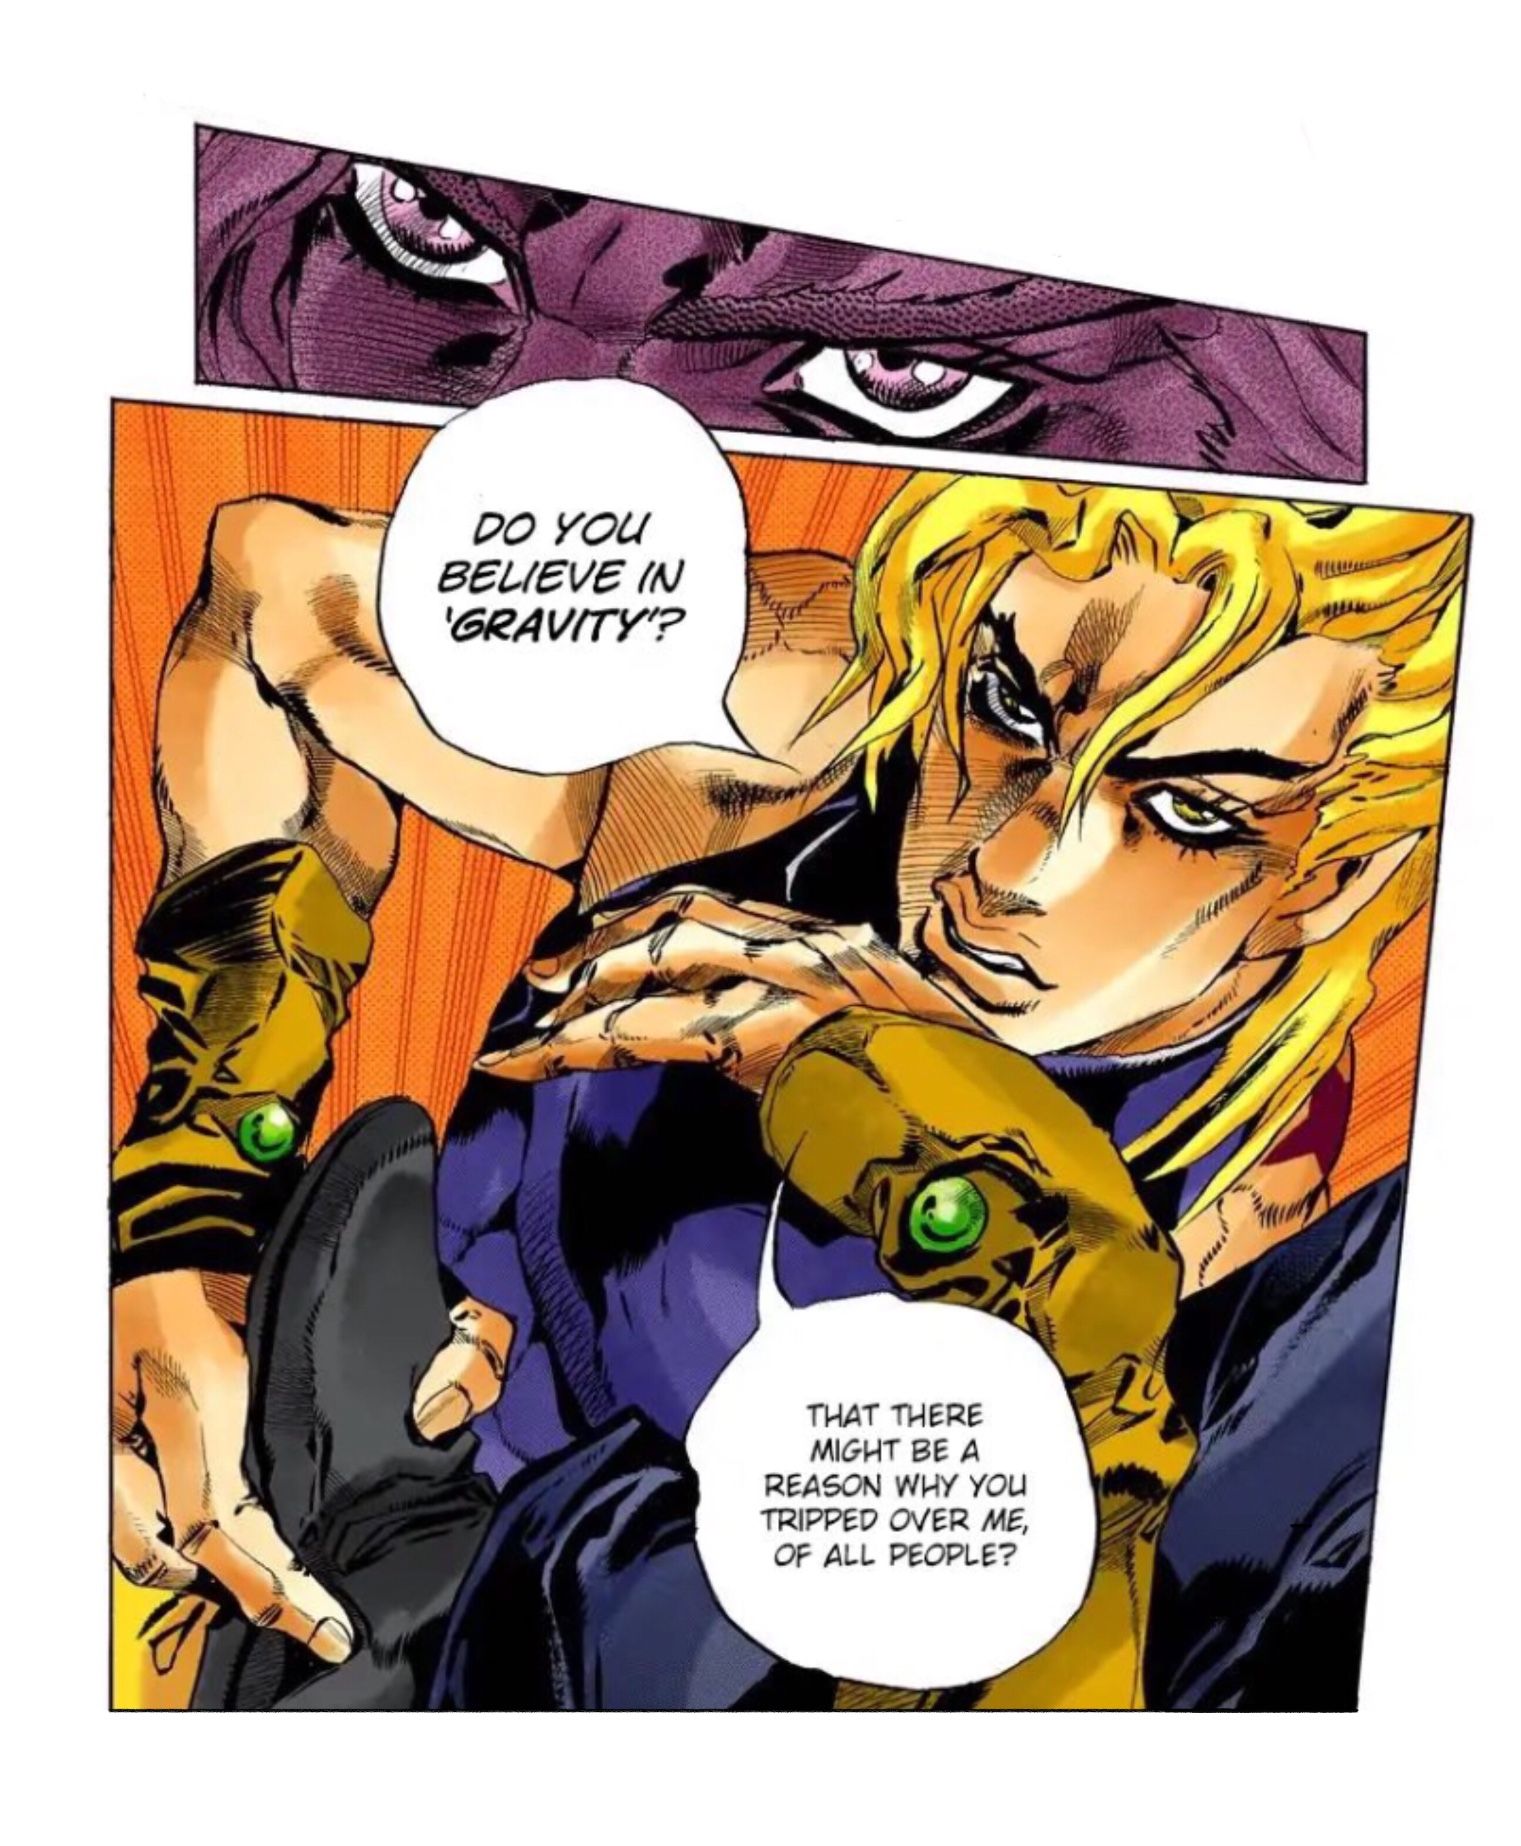 DO YOU
BELIEVE IN
'GRAVITY'?
THAT THERE
MIGHT BE A
REASON WHY YOU
TRIPPED OVER ME,
OF ALL PEOPLE?